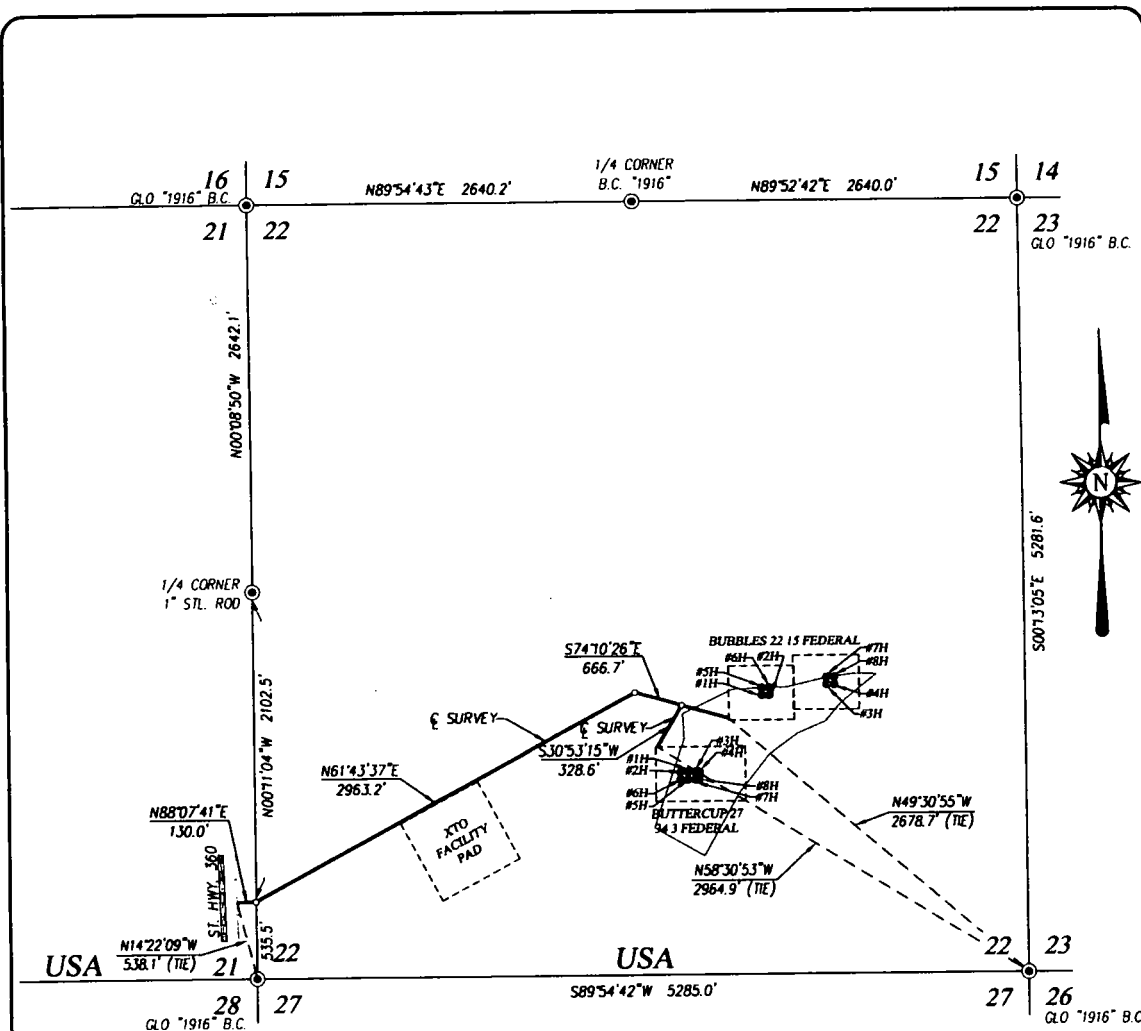 16 15
GLO "1916" B.C.
21 22
N89°54'43"E 2640.2'
1/4 CORNER
B.C. "1916"
N89°52'42"E 2640.0'
15 14
22 23
GLO "1916" B.C.
N00°08'50"W 2642.1'
N
1/4 CORNER
1" STL. ROD
S00°13'05"E 5281.6'
S74°10'26"E
666.7'
BUBBLES 22 15 FEDERAL
#6H #2H
#5H
#1H
#7H
#8H
#4H
#3H
℄ SURVEY
℄ SURVEY
S30°53'15"W
328.6'
N00°11'04"W 2102.5'
N61°43'37"E
2963.2'
#3H
#4H
#1H
#2H
#6H
#5H
#8H
#7H
BUTTERCUP 27
34 3 FEDERAL
N88°07'41"E
130.0'
XTO
FACILITY
PAD
N49°30'55"W
2678.7' (TIE)
N58°30'53"W
2964.9' (TIE)
ST. HWY. 360
535.5'
N14°22'09"W
538.1' (TIE)
USA
21 22
USA
22 23
S89°54'42"W 5285.0'
28 27
GLO "1916" B.C.
27 26
GLO "1916" B.C.